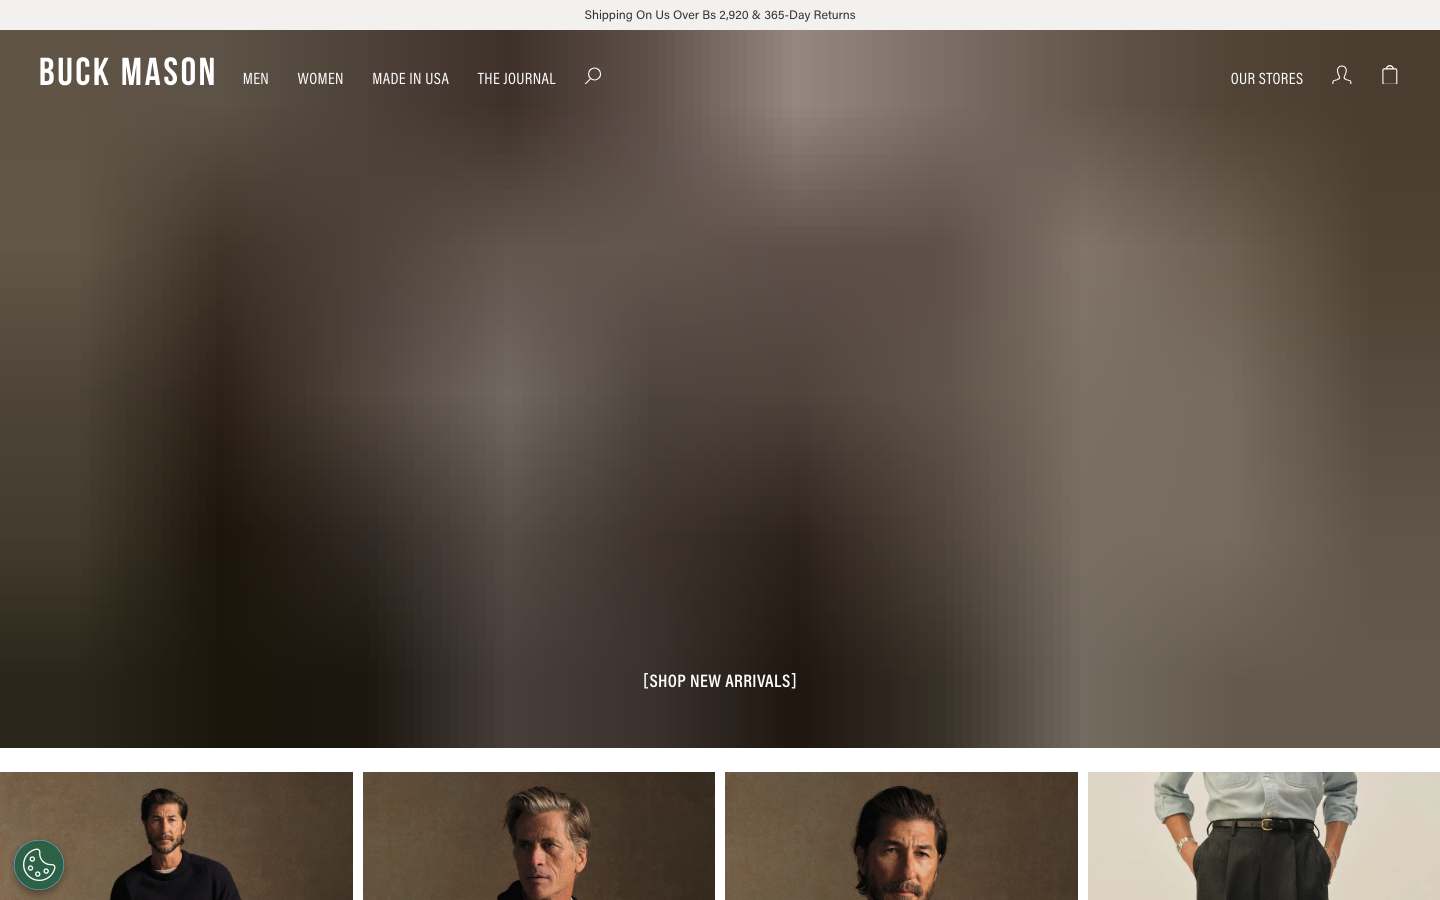 Shipping On Us Over Bs 2,920 & 365-Day Returns
BUCK MASON
MEN
WOMEN
MADE IN USA
THE JOURNAL
OUR STORES
[SHOP NEW ARRIVALS]